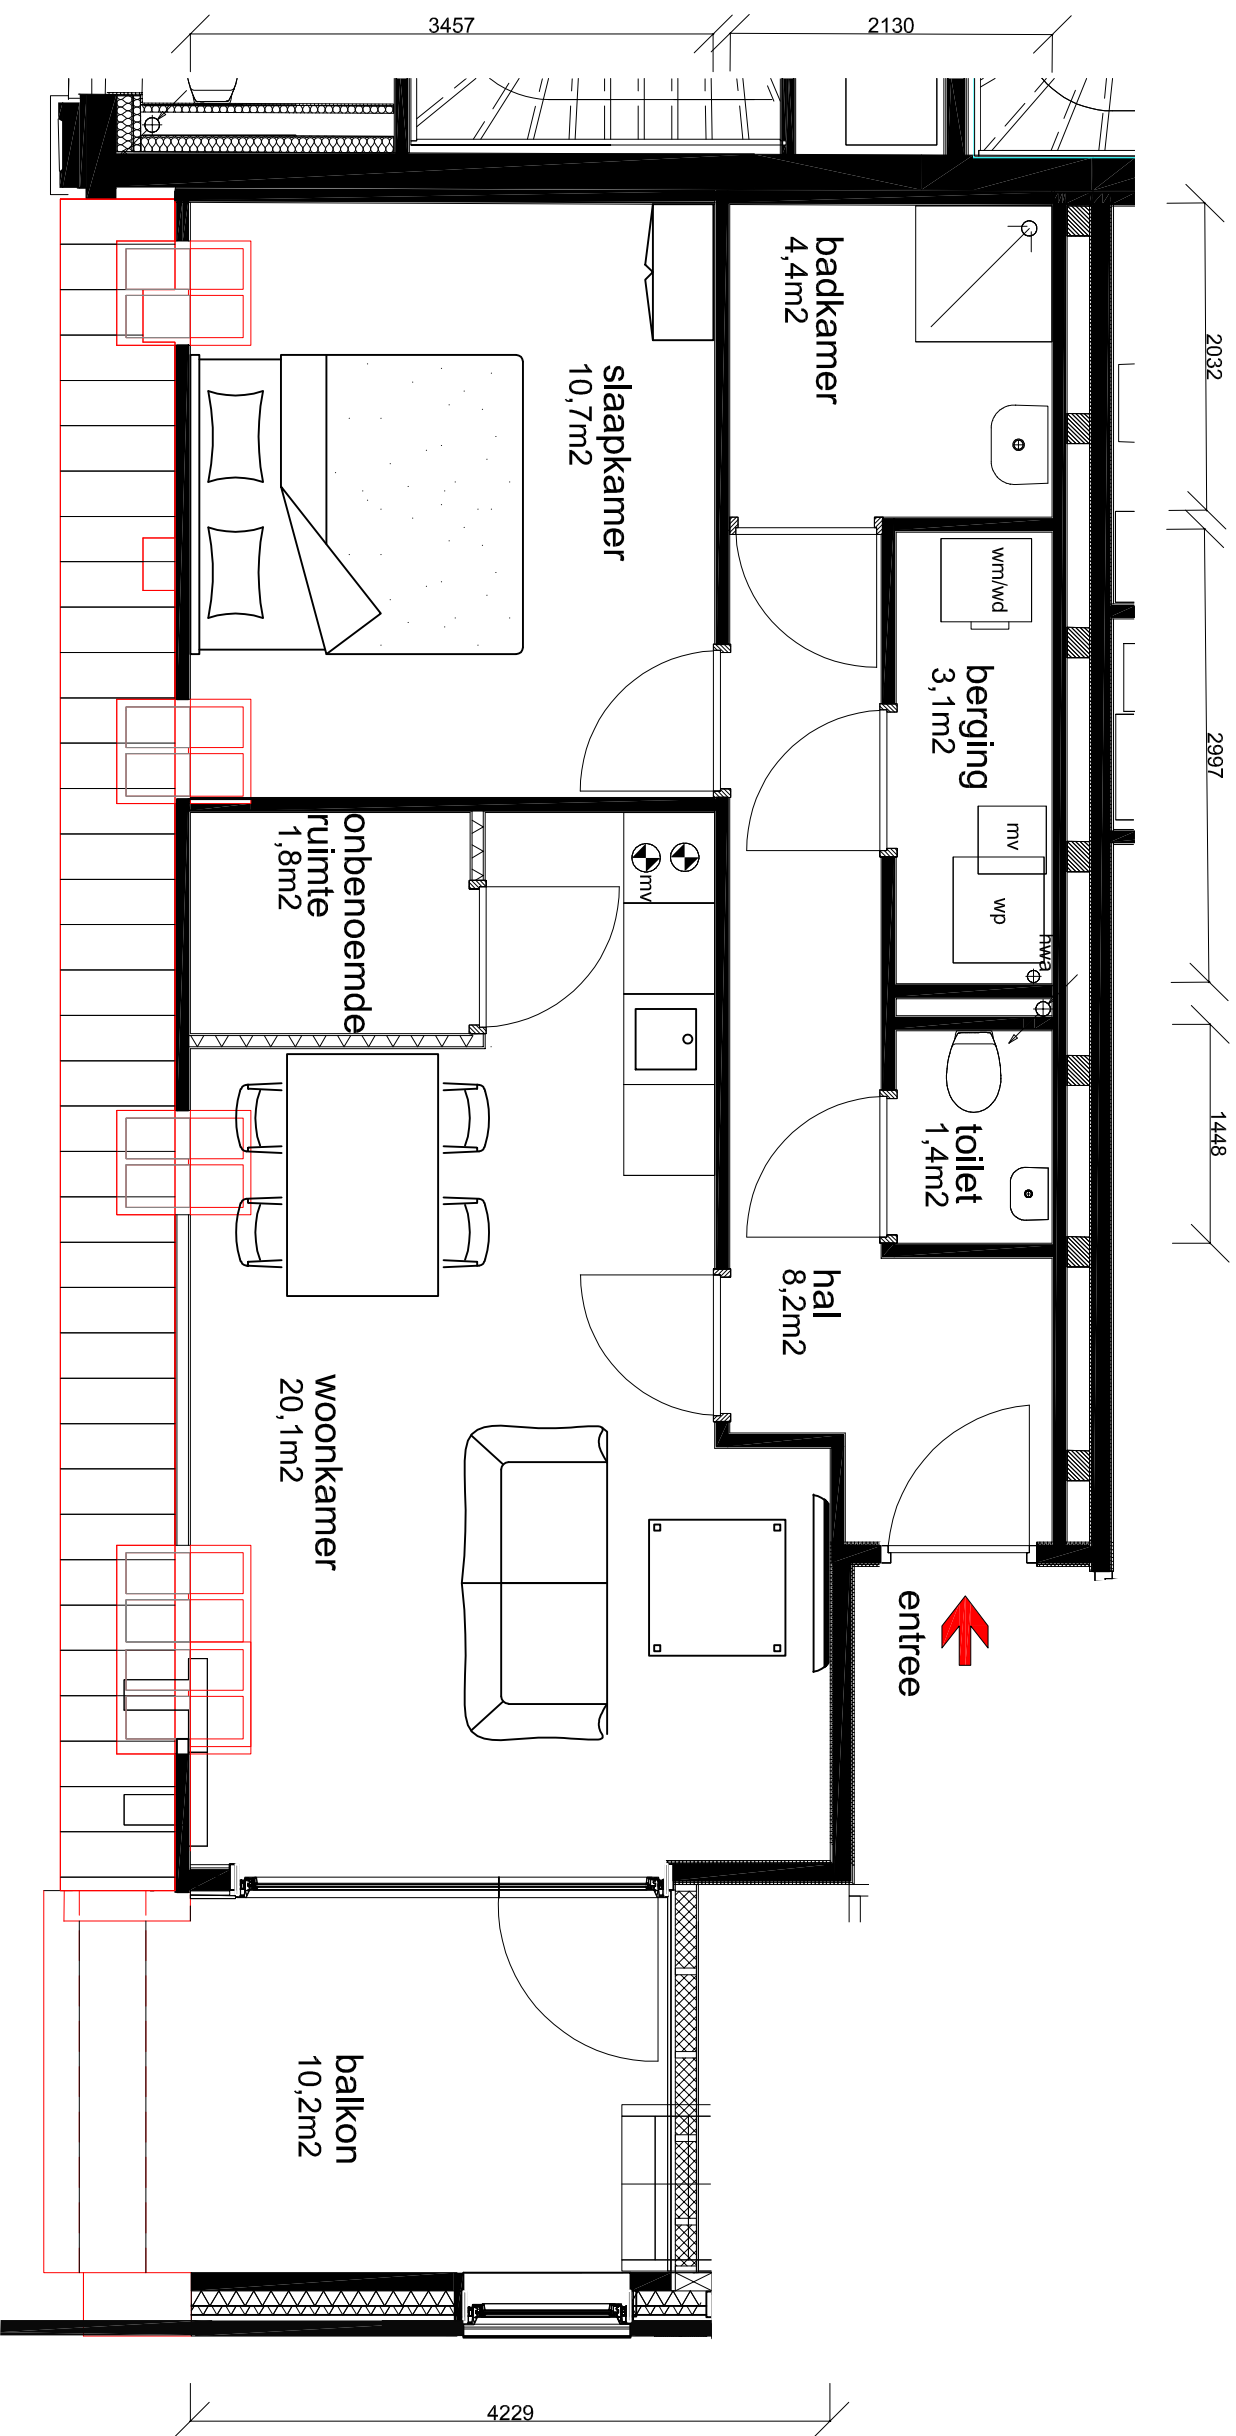 3457
2130
2032
2997
1448
badkamer
4,4m2
slaapkamer
10,7m2
wm/wd
berging
3,1m2
mv
wp
hwa
onbenoemde
ruimte
1,8m2
mv
toilet
1,4m2
hal
8,2m2
woonkamer
20,1m2
entree
balkon
10,2m2
4229